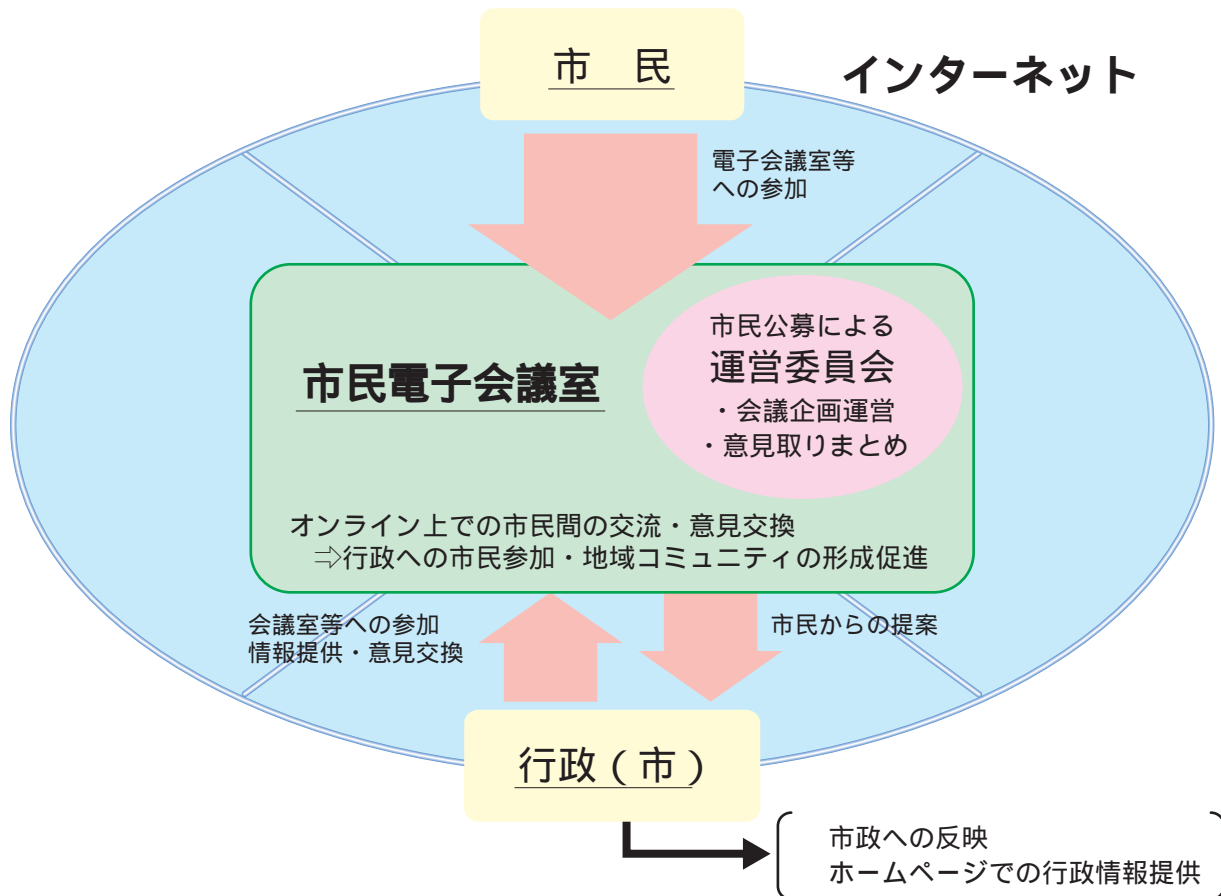 市　民
インターネット
電子会議室等
への参加
市民公募による
運営委員会
・会議企画運営
・意見取りまとめ
市民電子会議室
オンライン上での市民間の交流・意見交換
⇒行政への市民参加・地域コミュニティの形成促進
会議室等への参加
情報提供・意見交換
市民からの提案
行政（市）
市政への反映
ホームページでの行政情報提供